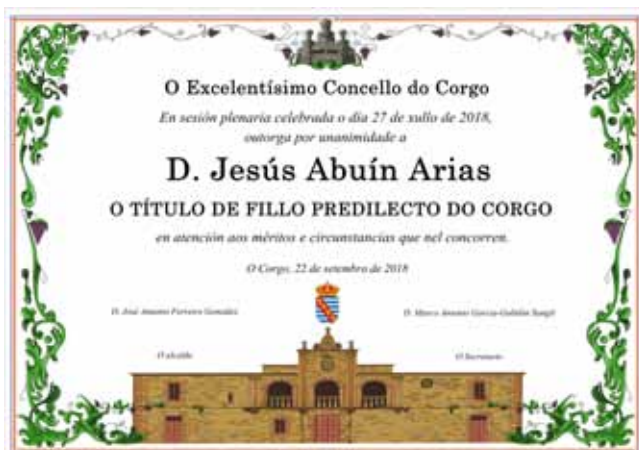 O Excelentísimo Concello do Corgo
En sesión plenaria celebrada o día 27 de xullo de 2018,
outorga por unanimidade a
D. Jesús Abuín Arias
O TÍTULO DE FILLO PREDILECTO DO CORGO
en atención aos méritos e circunstancias que nel concorren.
O Corgo, 22 de setembro de 2018
D. José Antonio Ferreiro González
D. Marco Antonio García-Gabilán
O alcalde
O Secretario